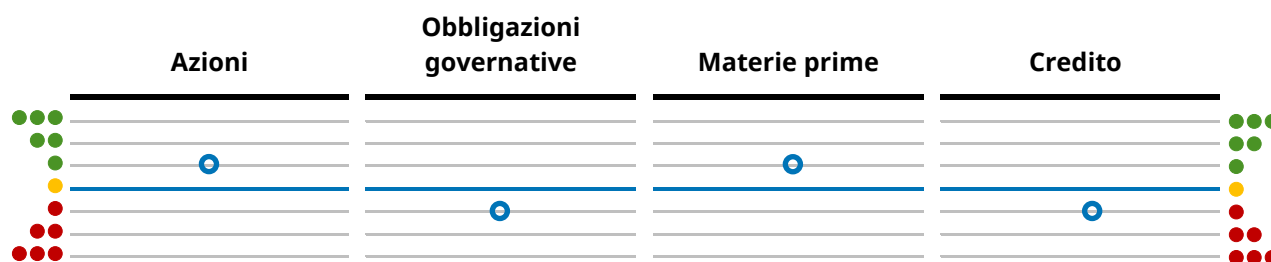 Azioni
Obbligazioni
governative
Materie prime
Credito